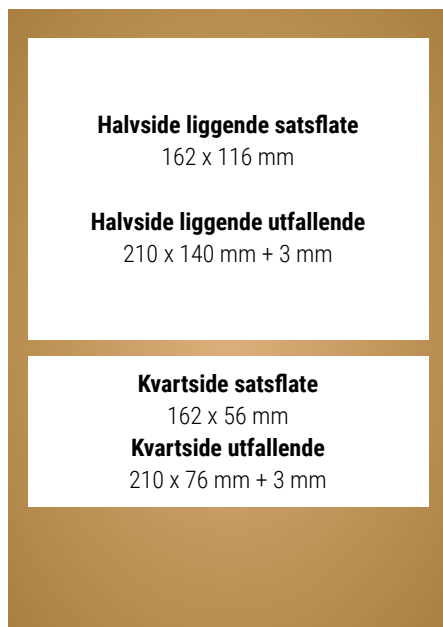 Halvside liggende satsflate
162 x 116 mm
Halvside liggende utfallende
210 x 140 mm + 3 mm
Kvartside satsflate
162 x 56 mm
Kvartside utfallende
210 x 76 mm + 3 mm